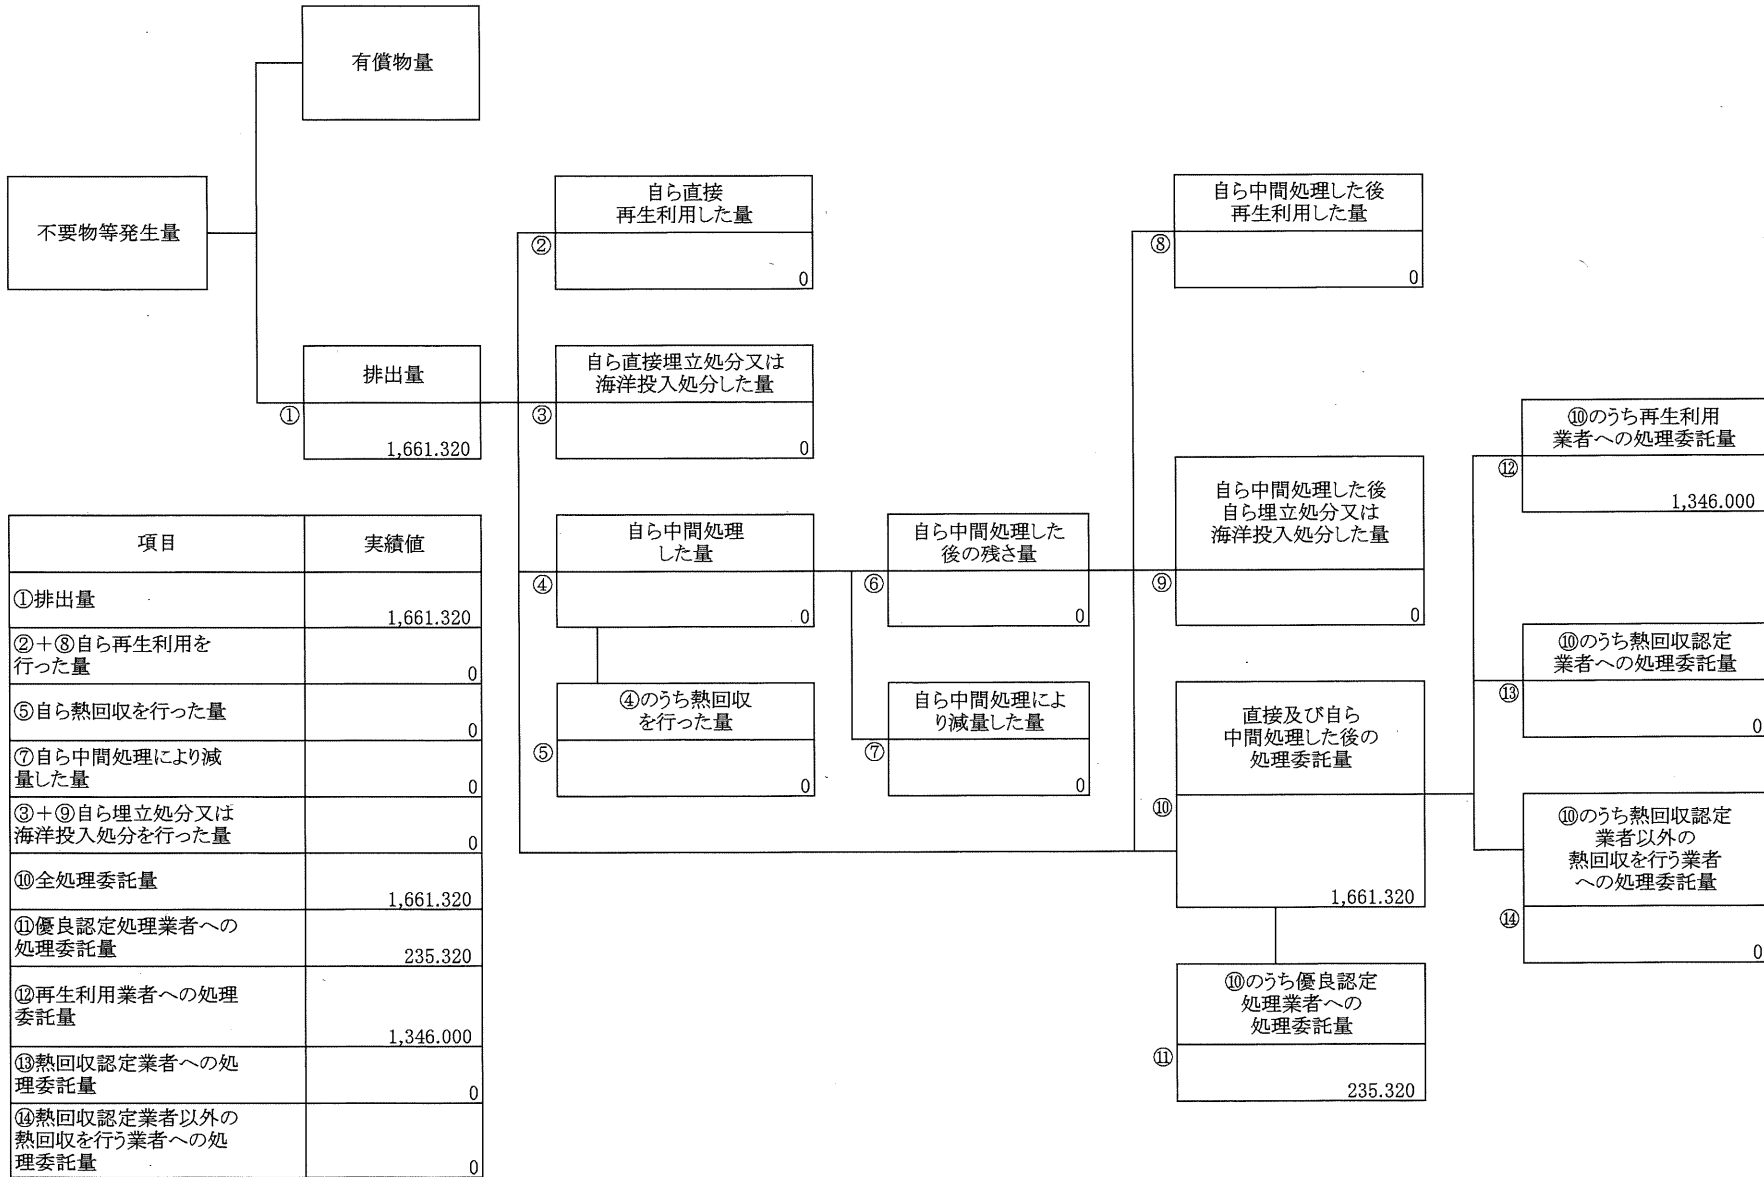 有償物量
不要物等発生量
排出量
①
1,661.320
自ら直接
再生利用した量
②
0
自ら直接埋立処分又は
海洋投入処分した量
③
0
自ら中間処理
した量
④
0
④のうち熱回収
を行った量
⑤
0
自ら中間処理した
後の残さ量
⑥
0
自ら中間処理によ
り減量した量
⑦
0
自ら中間処理した後
再生利用した量
⑧
0
自ら中間処理した後
自ら埋立処分又は
海洋投入処分した量
⑨
0
直接及び自ら
中間処理した後の
処理委託量
⑩
1,661.320
⑩のうち優良認定
処理業者への
処理委託量
⑪
235.320
⑩のうち再生利用
業者への処理委託量
⑫
1,346.000
⑩のうち熱回収認定
業者への処理委託量
⑬
0
⑩のうち熱回収認定
業者以外の
熱回収を行う業者
への処理委託量
⑭
0
項目 実績値
①排出量
1,661.320
②+⑧自ら再生利用を
行った量
0
⑤自ら熱回収を行った量
0
⑦自ら中間処理により減
量した量
0
③+⑨自ら埋立処分又は
海洋投入処分を行った量
0
⑩全処理委託量
1,661.320
⑪優良認定処理業者への
処理委託量
235.320
⑫再生利用業者への処理
委託量
1,346.000
⑬熱回収認定業者への処
理委託量
0
⑭熱回収認定業者以外の
熱回収を行う業者への処
理委託量
0